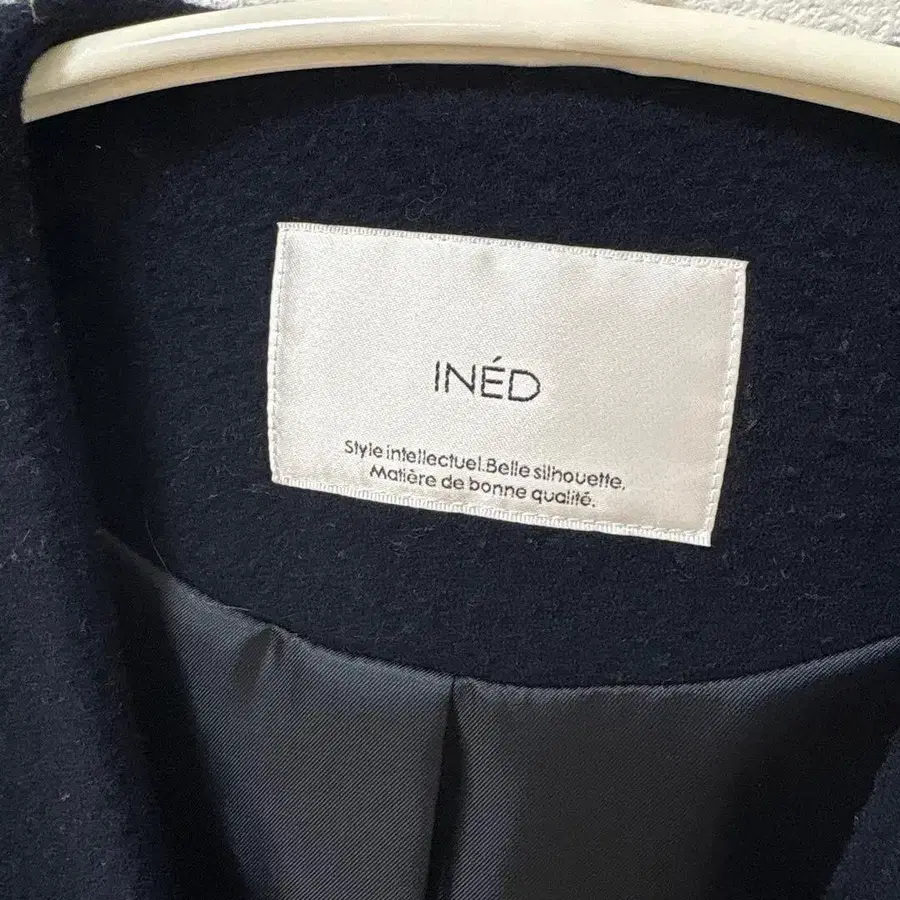 INÉD
Style intellectuel.Belle silhouette.
Matière de bonne qualité.